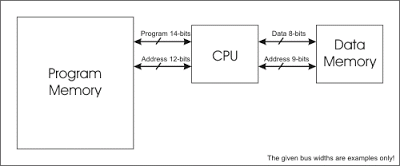 Program 14-bits
Data 8-bits
Program
Memory
CPU
Data
Memory
Address 12-bits
Address 9-bits
The given bus widths are examples only!